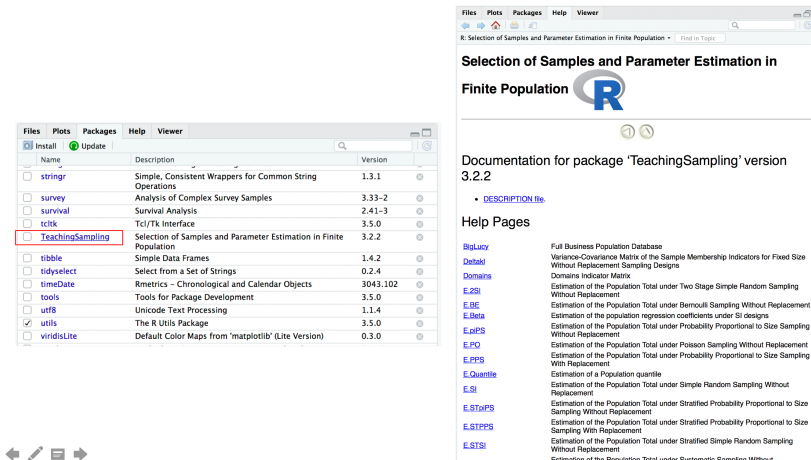 Files Plots Packages Help Viewer
Install Update
Name Description Version
stringr Simple, Consistent Wrappers for Common String 1.3.1
Operations
survey Analysis of Complex Survey Samples 3.33-2
survival Survival Analysis 2.41-3
tcltk Tcl/Tk Interface 3.5.0
TeachingSampling Selection of Samples and Parameter Estimation in Finite 3.2.2
Population
tibble Simple Data Frames 1.4.2
tidyselect Select from a Set of Strings 0.2.4
timeDate Rmetrics - Chronological and Calendar Objects 3043.102
tools Tools for Package Development 3.5.0
utf8 Unicode Text Processing 1.1.4
utils The R Utils Package 3.5.0
viridisLite Default Color Maps from 'matplotlib' (Lite Version) 0.3.0
Files Plots Packages Help Viewer
R: Selection of Samples and Parameter Estimation in Finite Population Find in Topic
Selection of Samples and Parameter Estimation in
Finite Population R
Documentation for package ‘TeachingSampling’ version
3.2.2
• DESCRIPTION file.
Help Pages
BigLucy Full Business Population Database
Deltakl Variance-Covariance Matrix of the Sample Membership Indicators for Fixed Size
Without Replacement Sampling Designs
Domains Domains Indicator Matrix
E.2SI Estimation of the Population Total under Two Stage Simple Random Sampling
Without Replacement
E.BE Estimation of the Population Total under Bernoulli Sampling Without Replacement
E.Beta Estimation of the population regression coefficients under SI designs
E.piPS Estimation of the Population Total under Probability Proportional to Size Sampling
Without Replacement
E.PO Estimation of the Population Total under Poisson Sampling Without Replacement
E.PPS Estimation of the Population Total under Probability Proportional to Size Sampling
With Replacement
E.Quantile Estimation of a Population quantile
E.SI Estimation of the Population Total under Simple Random Sampling Without
Replacement
E.STpiPS Estimation of the Population Total under Stratified Probability Proportional to Size
Sampling Without Replacement
E.STPPS Estimation of the Population Total under Stratified Probability Proportional to Size
Sampling With Replacement
E.STSI Estimation of the Population Total under Stratified Simple Random Sampling
Without Replacement
Estimation of the Population Total under Systematic Sampling Without